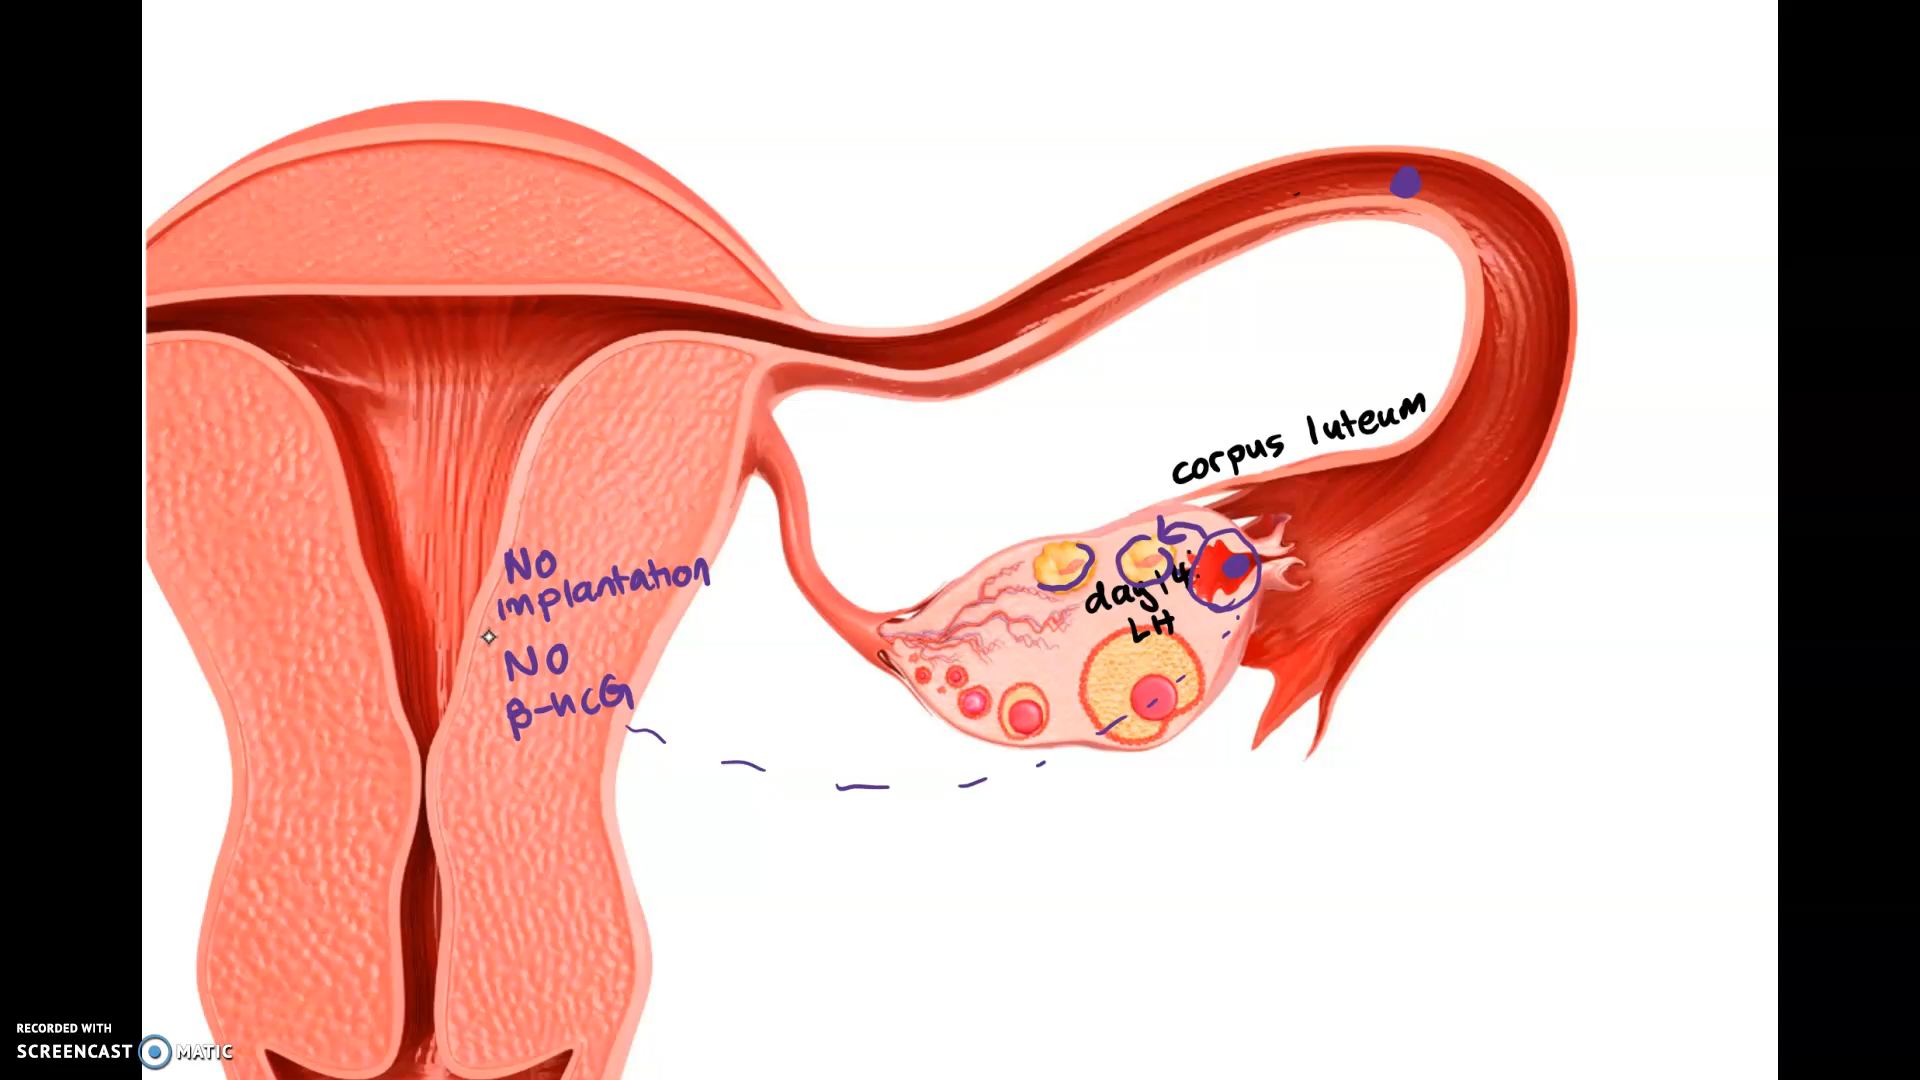 corpus luteum
day 14
LH
NO
implantation
NO
β-hCG
RECORDED WITH
SCREENCAST MATIC